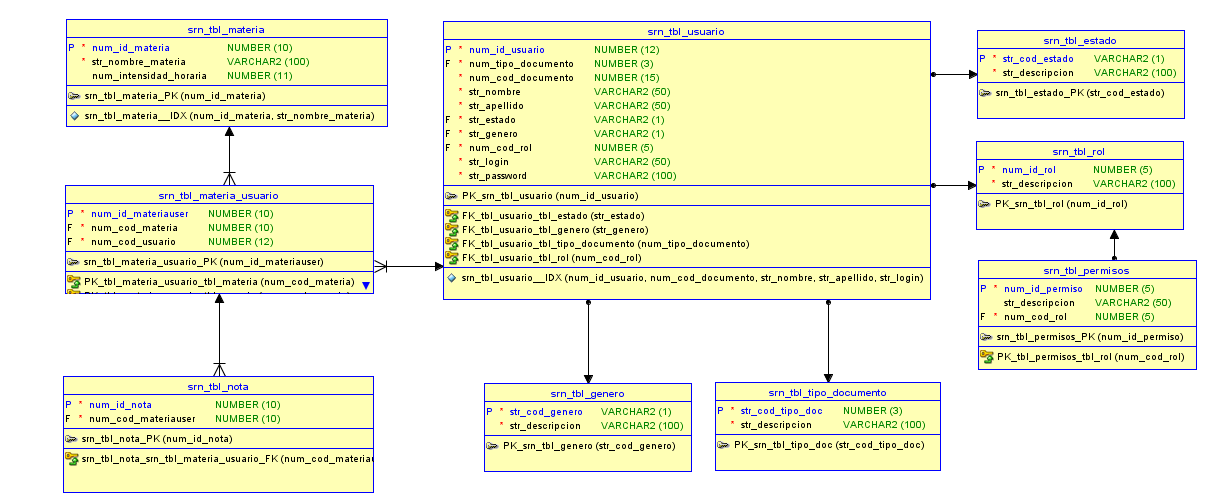 srn_tbl_materia
P * num_id_materia NUMBER (10)
* str_nombre_materia VARCHAR2 (100)
num_intensidad_horaria NUMBER (11)
srn_tbl_materia_PK (num_id_materia)
srn_tbl_materia__IDX (num_id_materia, str_nombre_materia)
srn_tbl_materia_usuario
P * num_id_materiauser NUMBER (10)
F * num_cod_materia NUMBER (10)
F * num_cod_usuario NUMBER (12)
srn_tbl_materia_usuario_PK (num_id_materiauser)
PK_tbl_materia_usuario_tbl_materia (num_cod_materia)
srn_tbl_nota
P * num_id_nota NUMBER (10)
F * num_cod_materiauser NUMBER (10)
srn_tbl_nota_PK (num_id_nota)
srn_tbl_nota_srn_tbl_materia_usuario_FK (num_cod_materiau
srn_tbl_usuario
P * num_id_usuario NUMBER (12)
F * num_tipo_documento NUMBER (3)
* num_cod_documento NUMBER (15)
* str_nombre VARCHAR2 (50)
* str_apellido VARCHAR2 (50)
F * str_estado VARCHAR2 (1)
F * str_genero VARCHAR2 (1)
F * num_cod_rol NUMBER (5)
* str_login VARCHAR2 (50)
* str_password VARCHAR2 (100)
PK_srn_tbl_usuario (num_id_usuario)
FK_tbl_usuario_tbl_estado (str_estado)
FK_tbl_usuario_tbl_genero (str_genero)
FK_tbl_usuario_tbl_tipo_documento (num_tipo_documento)
FK_tbl_usuario_tbl_rol (num_cod_rol)
srn_tbl_usuario__IDX (num_id_usuario, num_cod_documento, str_nombre, str_apellido, str_login)
srn_tbl_genero
P * str_cod_genero VARCHAR2 (1)
* str_descripcion VARCHAR2 (100)
PK_srn_tbl_genero (str_cod_genero)
srn_tbl_tipo_documento
P * str_cod_tipo_doc NUMBER (3)
* str_descripcion VARCHAR2 (100)
PK_srn_tbl_tipo_doc (str_cod_tipo_doc)
srn_tbl_estado
P * str_cod_estado VARCHAR2 (1)
* str_descripcion VARCHAR2 (100)
srn_tbl_estado_PK (str_cod_estado)
srn_tbl_rol
P * num_id_rol NUMBER (5)
* str_descripcion VARCHAR2 (100)
PK_srn_tbl_rol (num_id_rol)
srn_tbl_permisos
P * num_id_permiso NUMBER (5)
str_descripcion VARCHAR2 (50)
F * num_cod_rol NUMBER (5)
srn_tbl_permisos_PK (num_id_permiso)
PK_tbl_permisos_tbl_rol (num_cod_rol)